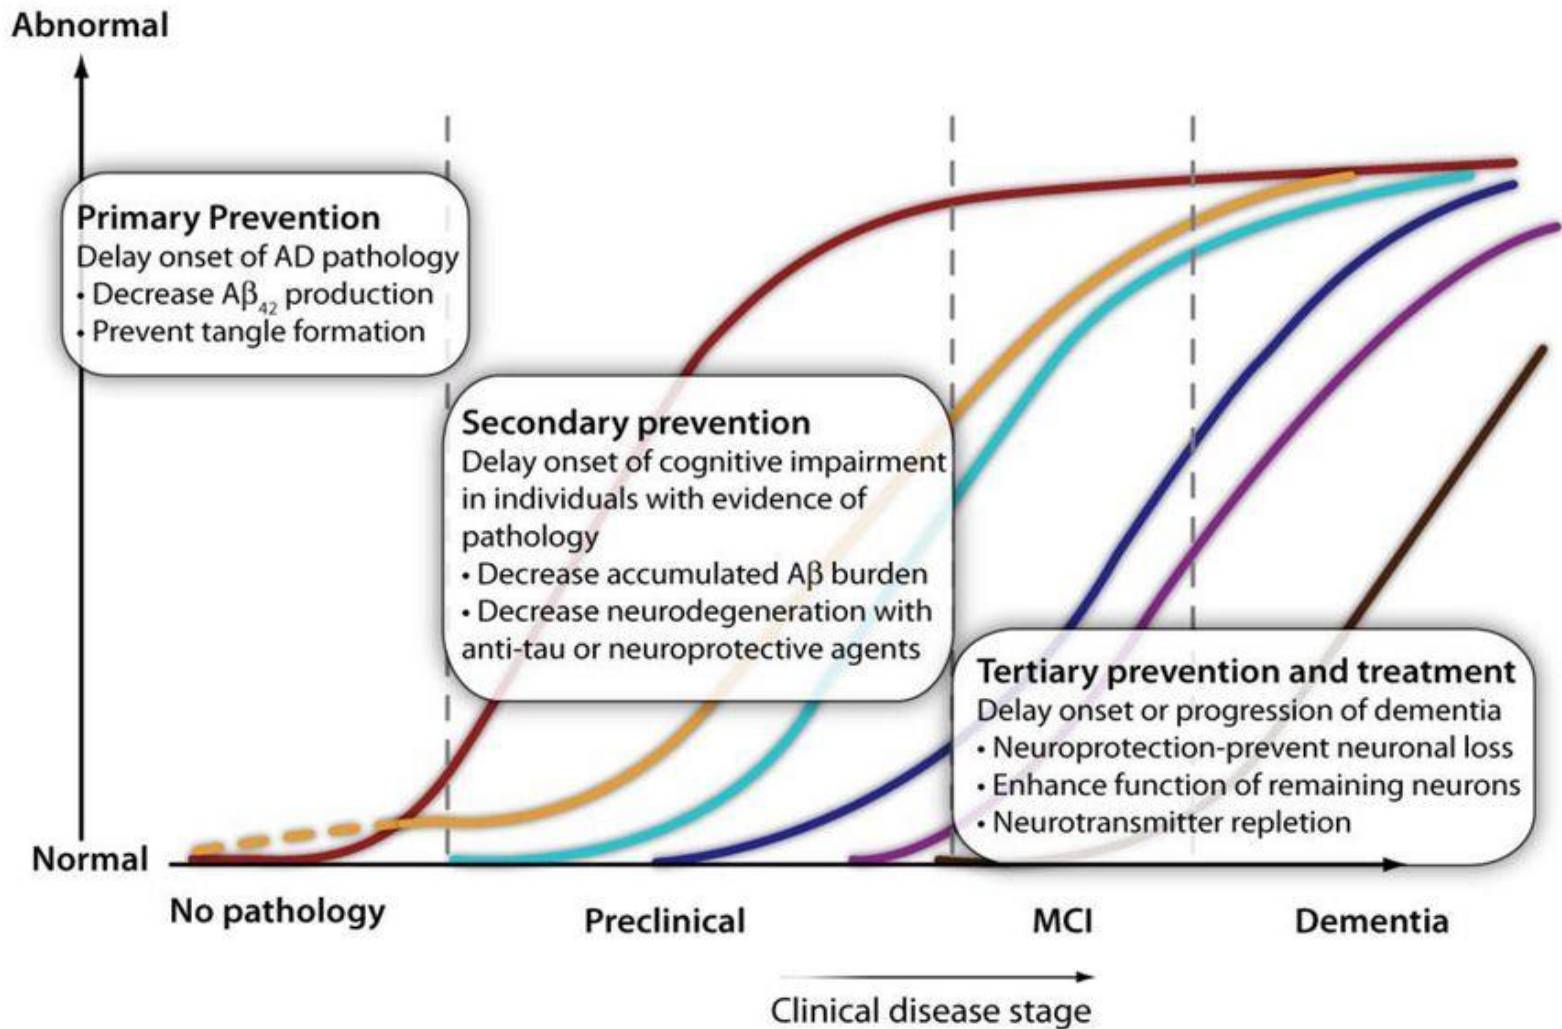 Abnormal
Primary Prevention
Delay onset of AD pathology
• Decrease Aβ₄₂ production
• Prevent tangle formation
Secondary prevention
Delay onset of cognitive impairment
in individuals with evidence of
pathology
• Decrease accumulated Aβ burden
• Decrease neurodegeneration with
anti-tau or neuroprotective agents
Tertiary prevention and treatment
Delay onset or progression of dementia
• Neuroprotection-prevent neuronal loss
• Enhance function of remaining neurons
• Neurotransmitter repletion
Normal
No pathology
Preclinical
MCI
Dementia
Clinical disease stage